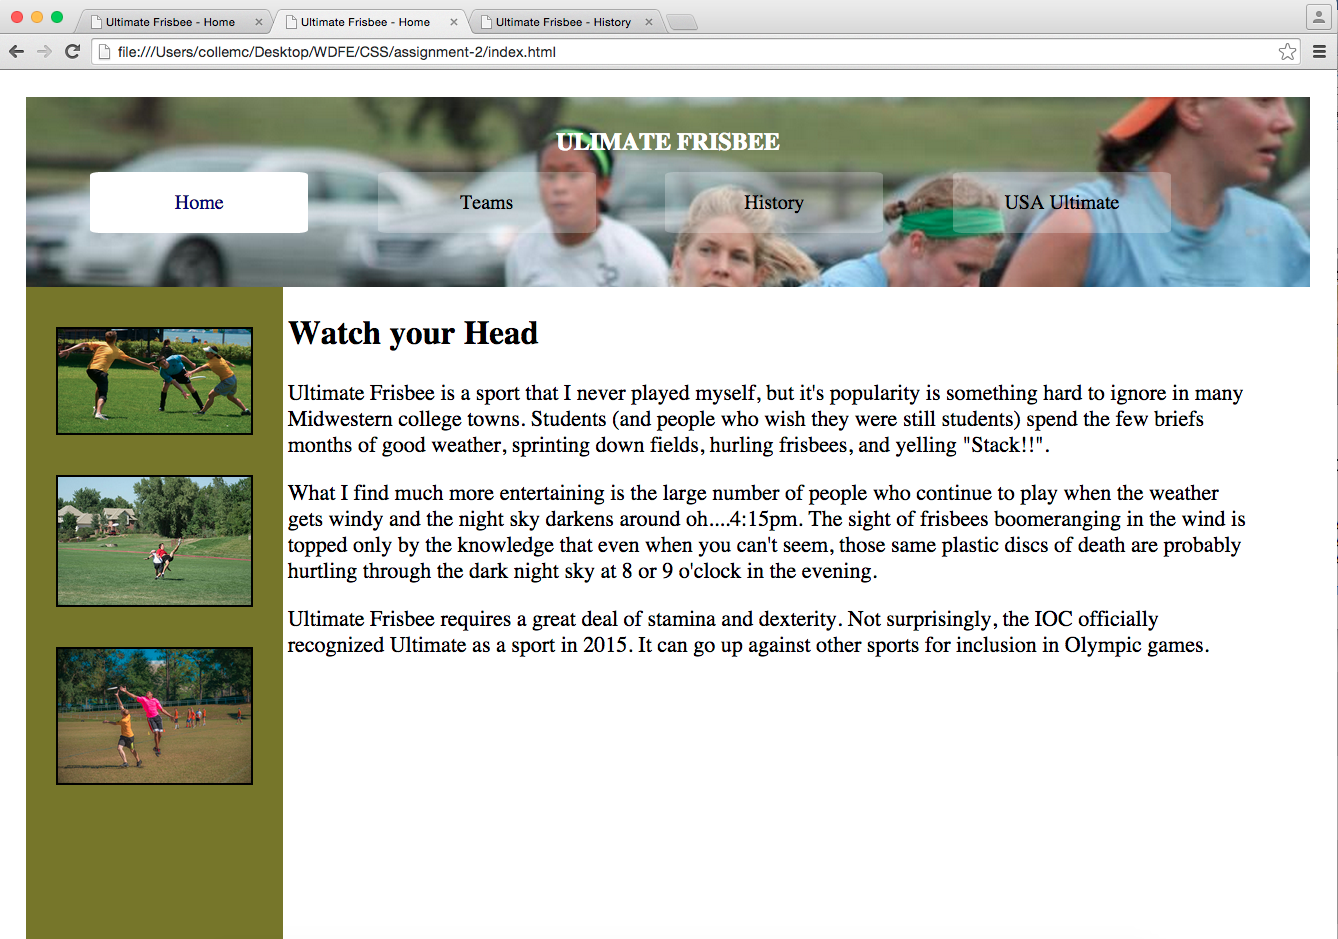 Ultimate Frisbee - Home
Ultimate Frisbee - Home
Ultimate Frisbee - History
file:///Users/collemc/Desktop/WDFE/CSS/assignment-2/index.html
ULIMATE FRISBEE
Home
Teams
History
USA Ultimate
Watch your Head
Ultimate Frisbee is a sport that I never played myself, but it's popularity is something hard to ignore in many
Midwestern college towns. Students (and people who wish they were still students) spend the few briefs
months of good weather, sprinting down fields, hurling frisbees, and yelling "Stack!!".
What I find much more entertaining is the large number of people who continue to play when the weather
gets windy and the night sky darkens around oh....4:15pm. The sight of frisbees boomeranging in the wind is
topped only by the knowledge that even when you can't seem, those same plastic discs of death are probably
hurtling through the dark night sky at 8 or 9 o'clock in the evening.
Ultimate Frisbee requires a great deal of stamina and dexterity. Not surprisingly, the IOC officially
recognized Ultimate as a sport in 2015. It can go up against other sports for inclusion in Olympic games.